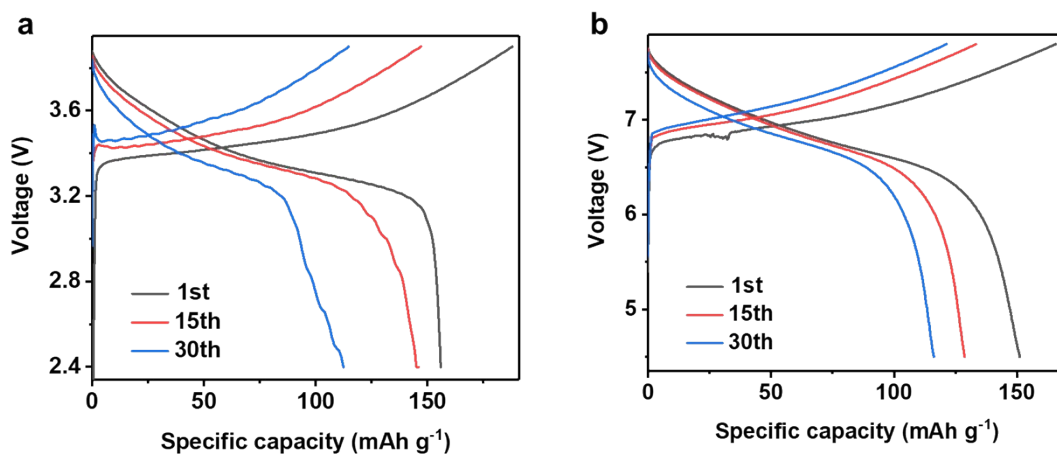 a
Voltage (V)
3.6
3.2
2.8
2.4
1st
15th
30th
0
50
100
150
Specific capacity (mAh g⁻¹)
b
Voltage (V)
7
6
5
1st
15th
30th
0
50
100
150
Specific capacity (mAh g⁻¹)